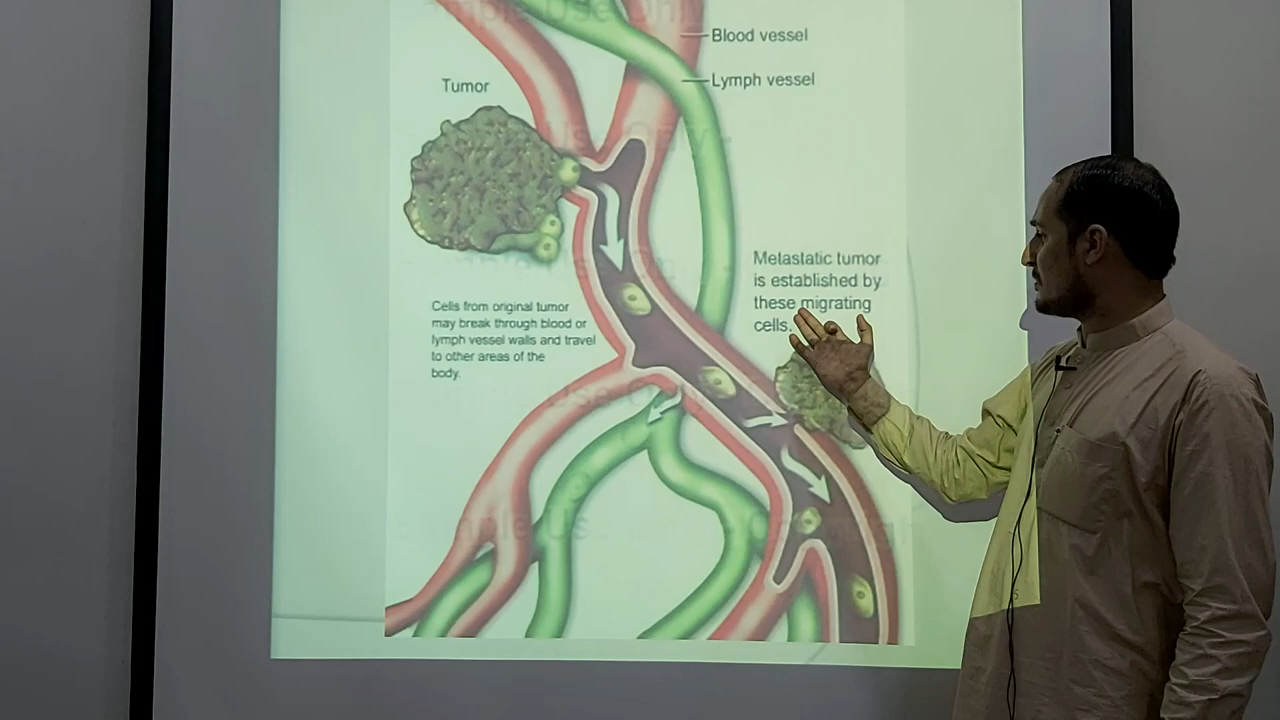 Blood vessel
Lymph vessel
Tumor
Metastatic tumor
is established by
these migrating
cells.
Cells from original tumor
may break through blood or
lymph vessel walls and travel
to other areas of the
body.